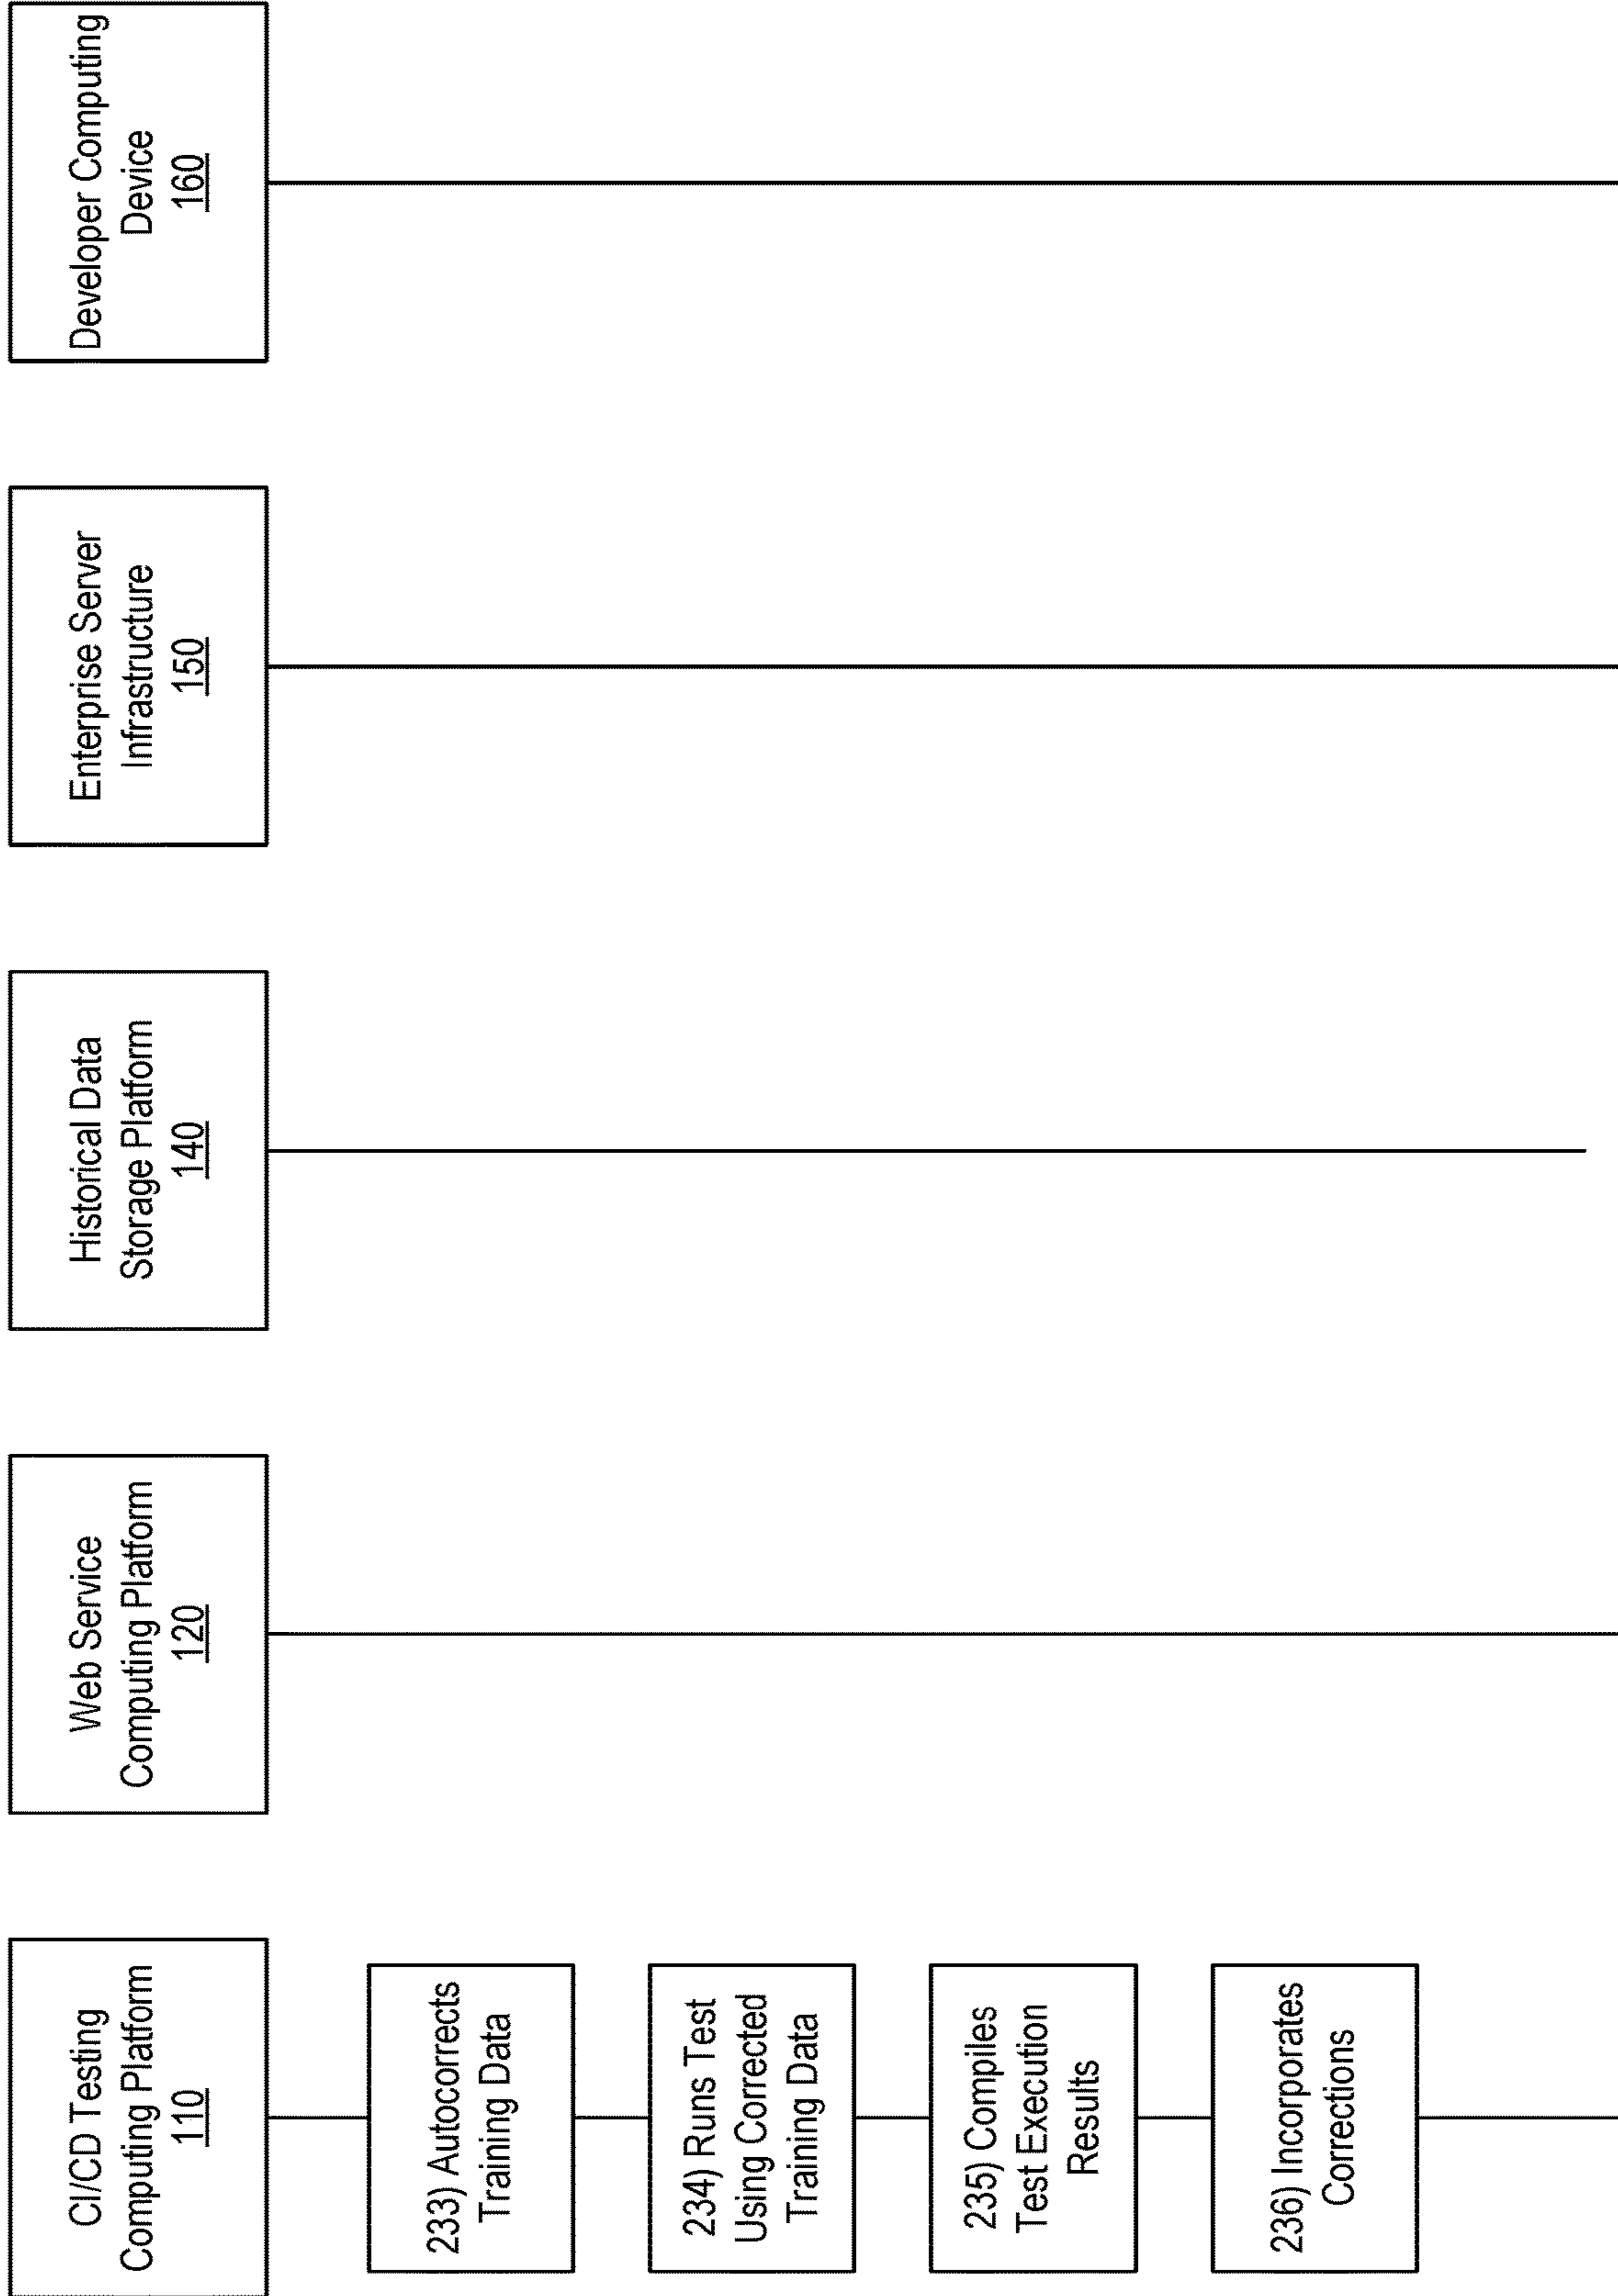 CI/CD Testing
Computing Platform
110
Web Service
Computing Platform
120
Historical Data
Storage Platform
140
Enterprise Server
Infrastructure
150
Developer Computing
Device
160
233) Autocorrects
Training Data
234) Runs Test
Using Corrected
Training Data
235) Compiles
Test Execution
Results
236) Incorporates
Corrections